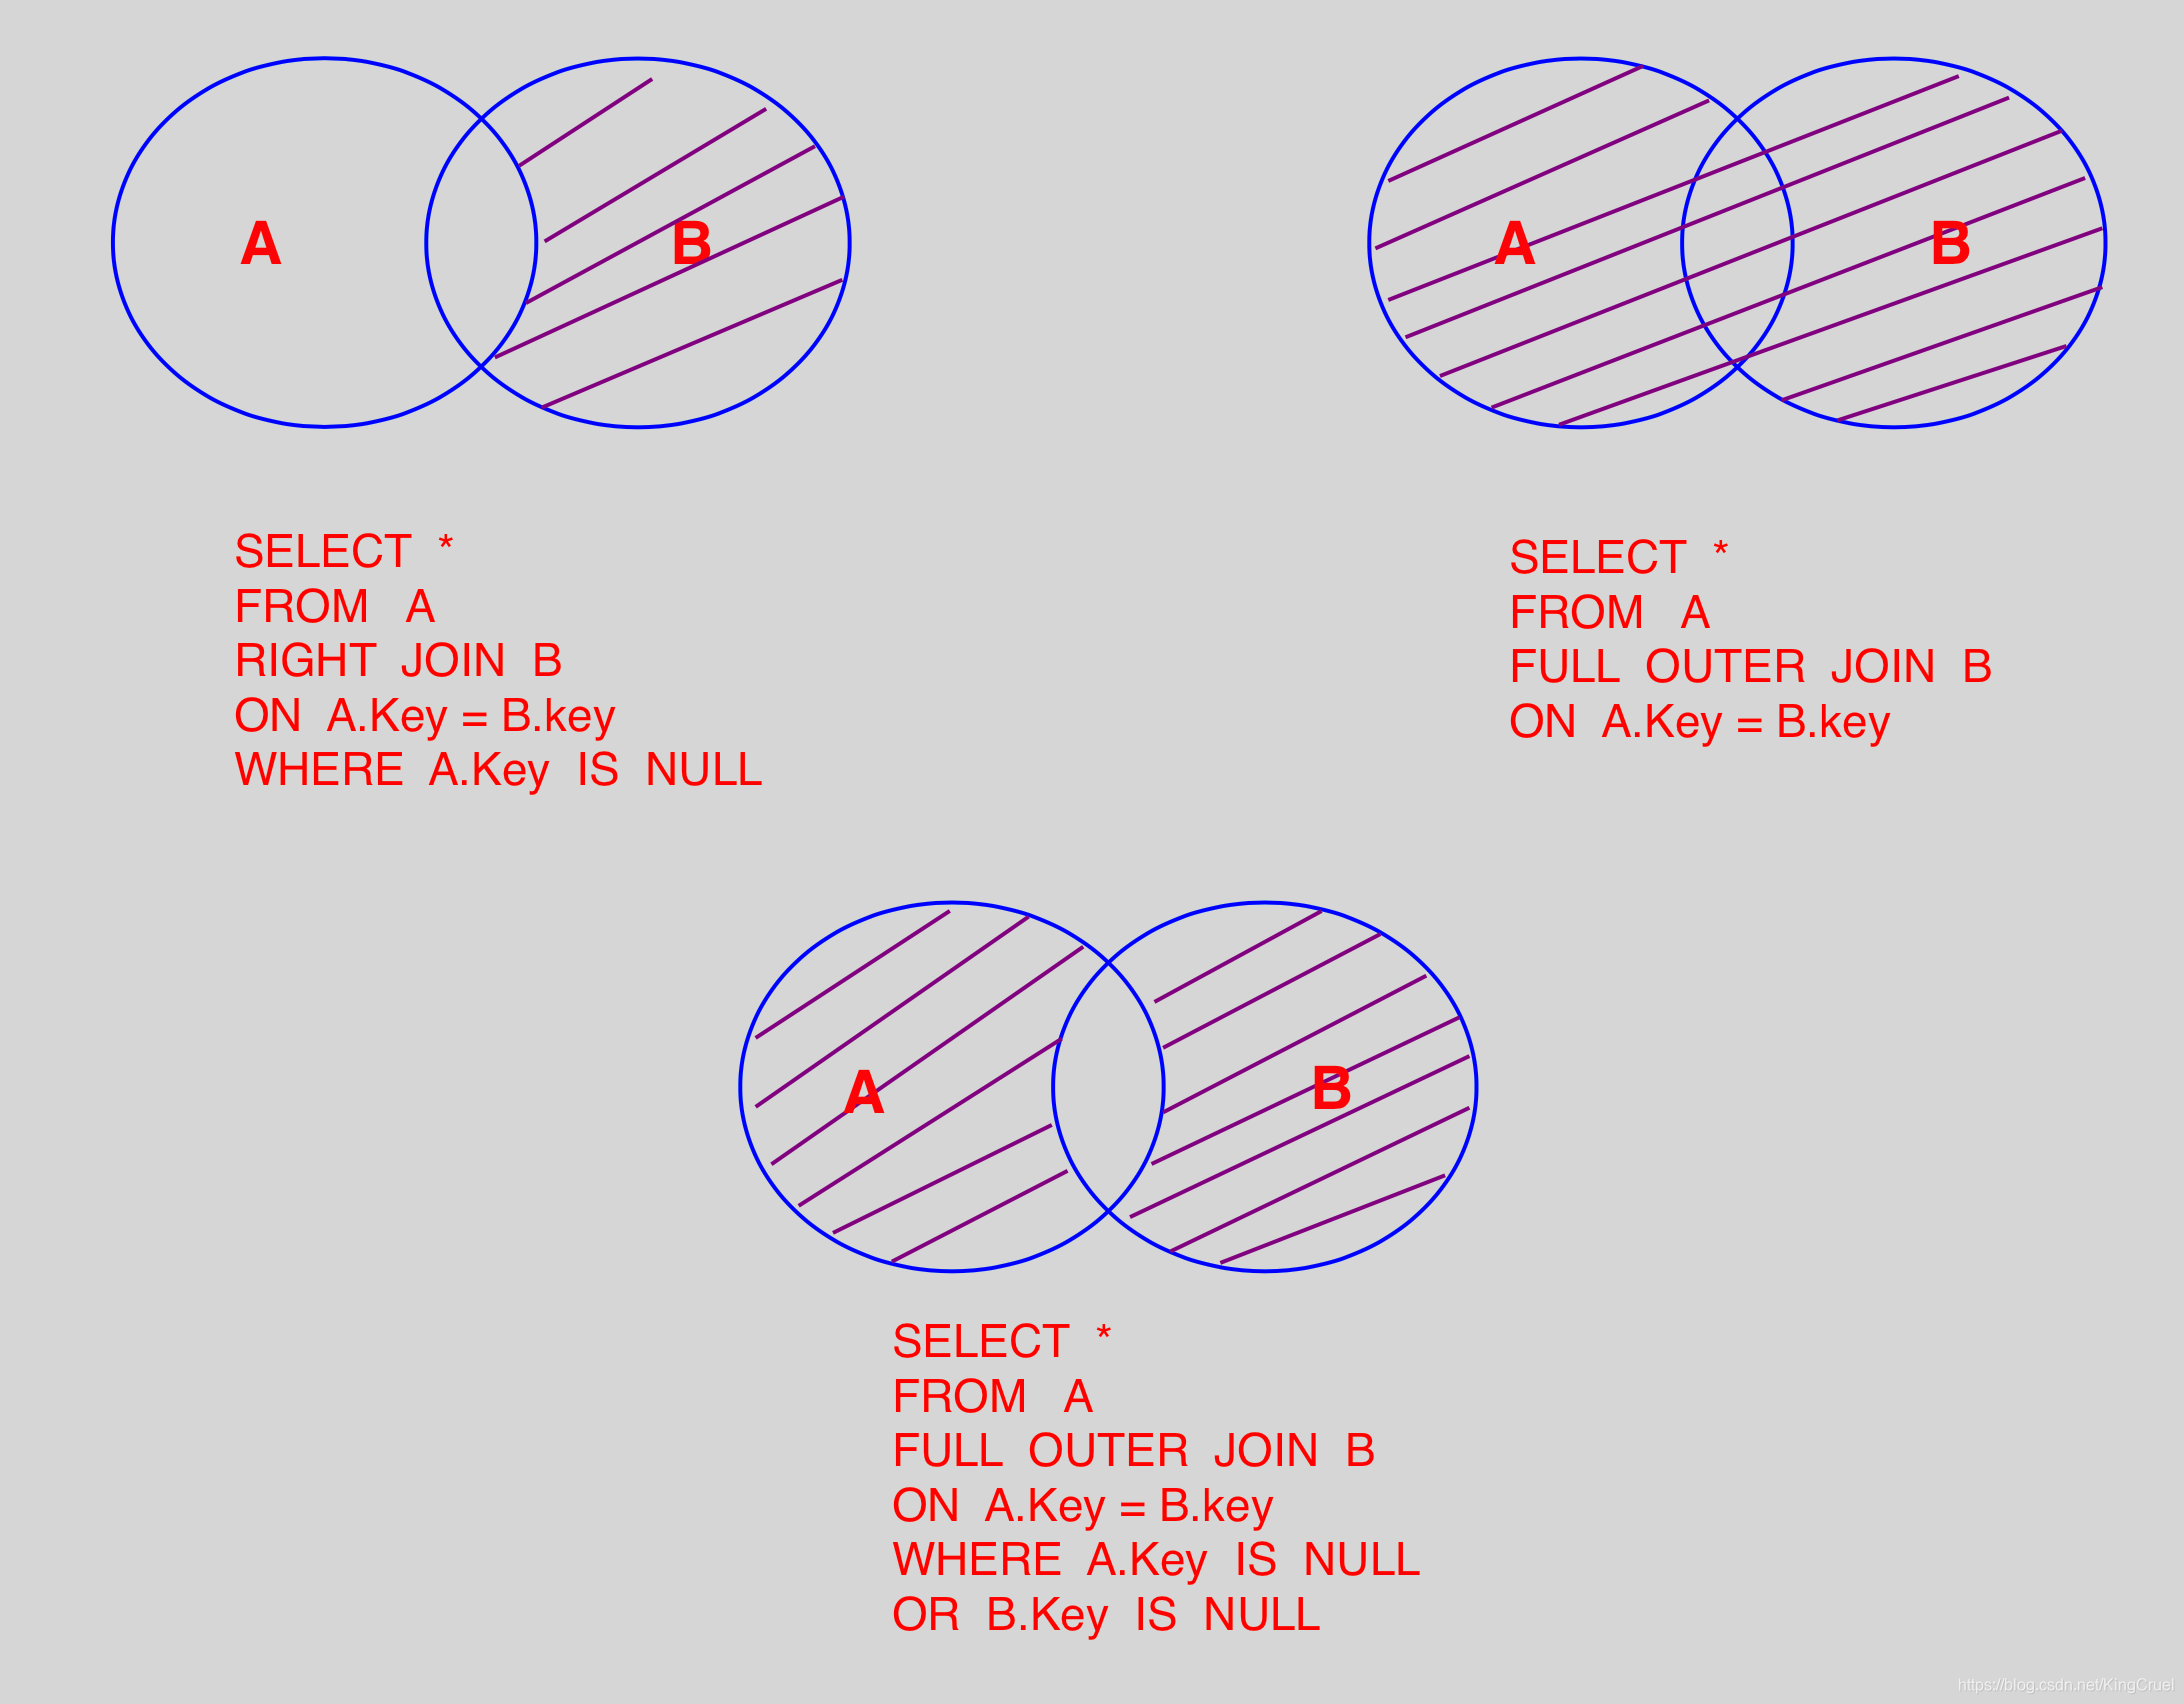 A
B
SELECT *
FROM A
RIGHT JOIN B
ON A.Key = B.key
WHERE A.Key IS NULL
A
B
SELECT *
FROM A
FULL OUTER JOIN B
ON A.Key = B.key
A
B
SELECT *
FROM A
FULL OUTER JOIN B
ON A.Key = B.key
WHERE A.Key IS NULL
OR B.Key IS NULL
https://blog.csdn.net/KingCruel